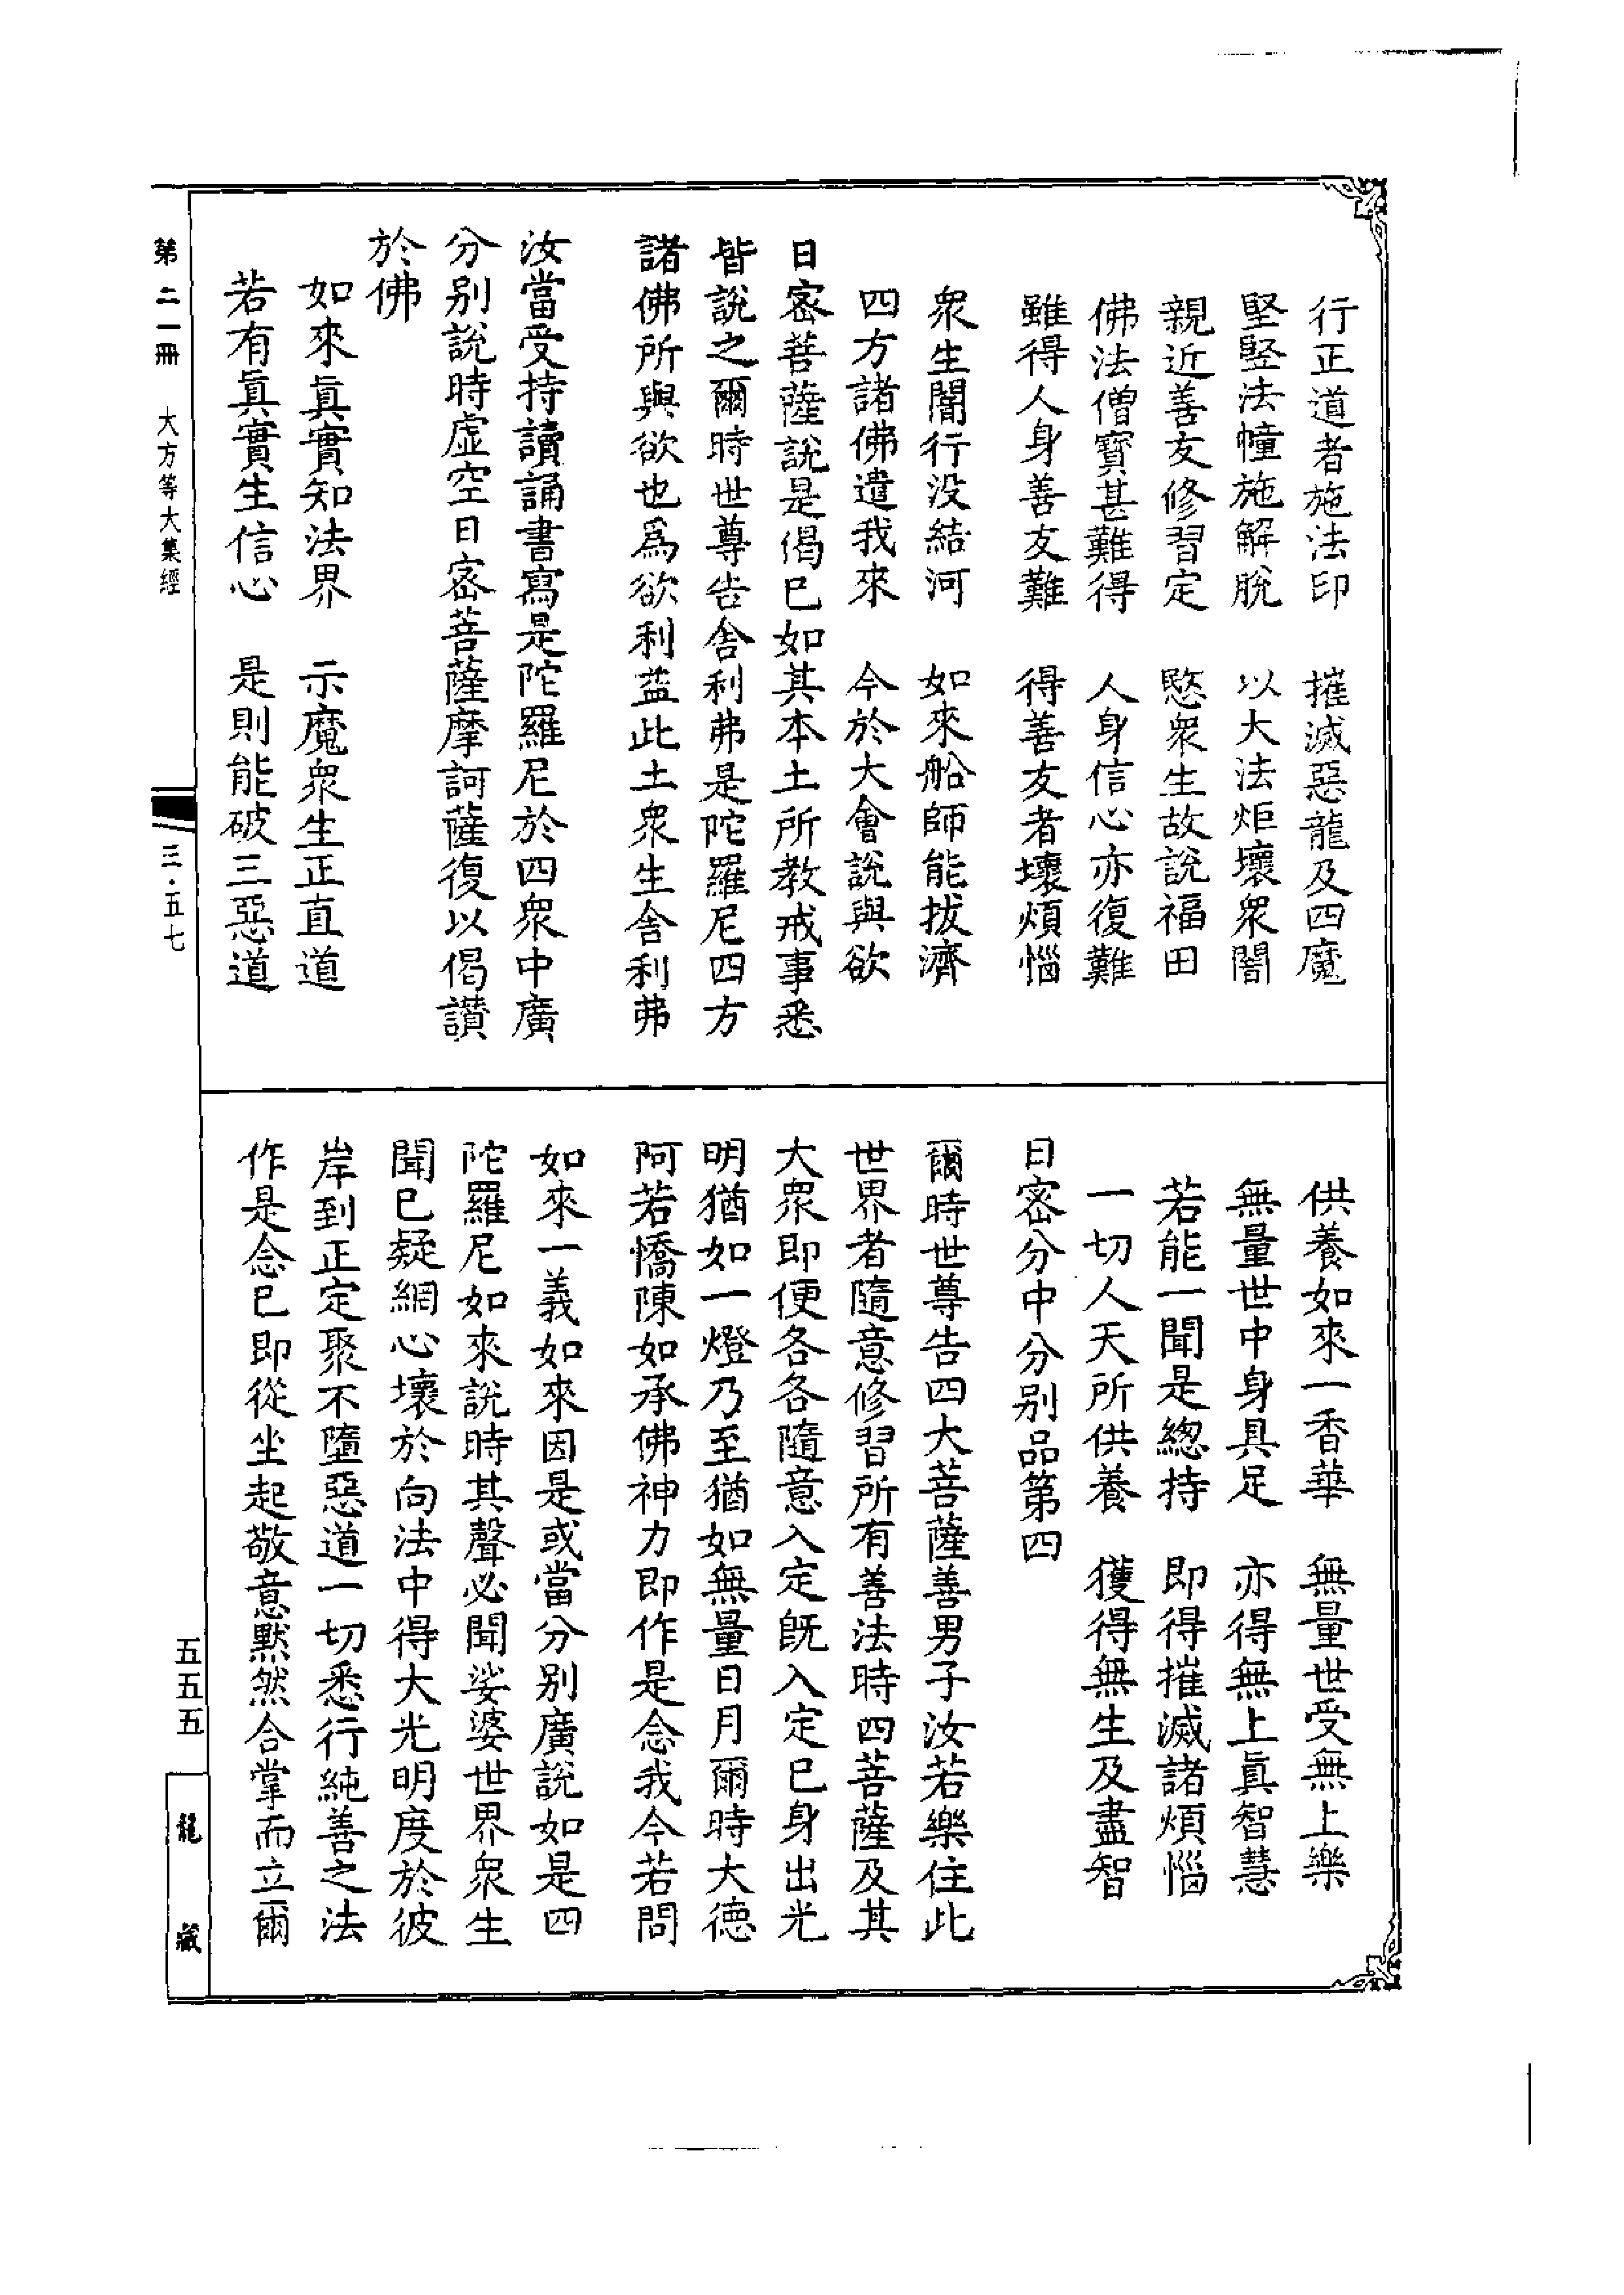 行正道者施法印　摧滅惡龍及四魔
堅竪法幢施解脫　以大法炬壞衆闇
親近善友修習定　愍衆生故說福田
佛法僧寶甚難得　人身信心亦復難
雖得人身善友難　得善友者壞煩惱
衆生闇行没結河　如來船師能拔濟
四方諸佛遣我來　今於大會說與欲
日密菩薩說是偈已如其本土所教戒事悉
皆說之爾時世尊告舍利弗是陀羅尼四方
諸佛所與欲也爲欲利益此土衆生舍利弗
汝當受持讀誦書寫是陀羅尼於四衆中廣
分别說時虛空日密菩薩摩訶薩復以偈讚
於佛
如來眞實知法界　示魔衆生正直道
若有眞實生信心　是則能破三惡道
供養如來一香華　無量世受無上樂
無量世中身具足　亦得無上眞智慧
若能一聞是緫持　即得摧滅諸煩惱
一切人天所供養　獲得無生及盡智
日密分中分别品第四
爾時世尊告四大菩薩善男子汝若樂住此
世界者隨意修習所有善法時四菩薩及其
大衆即便各各隨意入定旣入定已身出光
明猶如一燈乃至猶如無量日月爾時大德
阿若憍陳如承佛神力即作是念我今若問
如來一義如來因是或當分别廣說如是四
陀羅尼如來說時其聲必聞娑婆世界衆生
聞已疑網心壞於向法中得大光明度於彼
岸到正定聚不墮惡道一切悉行純善之法
作是念已即從坐起敬意默然合掌而立爾
第二一冊　大方等大集經
三·五七
五五五
龍藏